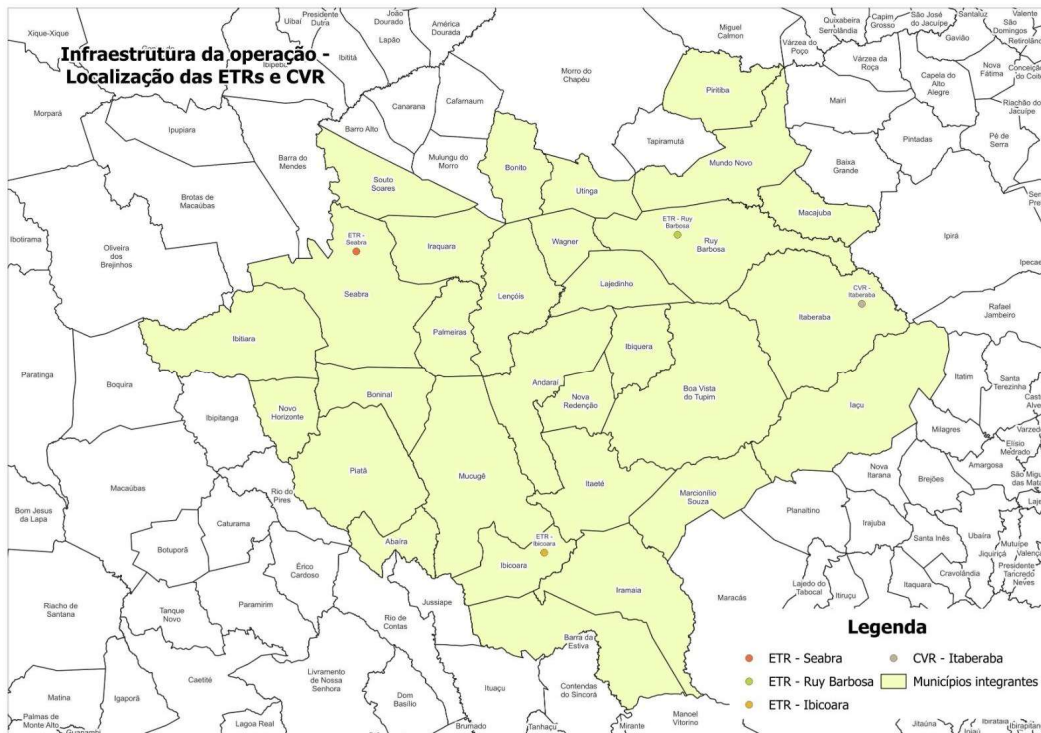 Infraestrutura da operação -
Localização das ETRs e CVR
Xique-Xique
Uibaí
Presidente
Dutra
João
Dourada
Lapão
América
Dourada
Ibititá
Miguel
Calmon
Quixabeira
Serrolândia
Capim
Grosso
São José
do Jacuípe
Santaluz
Valente
São
Domingos
Retirolândia
Gavião
Várzea do
Poço
Várzea da
Roça
Capela do
Alto
Alegre
Nova
Fátima
Conceição
do Coité
Morro do
Chapéu
Piritiba
Mairi
Riachão do
Jacuípe
Pintadas
Pé de
Serra
Morpará
Ipupiara
Barra do
Mendes
Barro Alto
Canarana
Cafarnaum
Mulungu do
Morro
Tapiramutá
Mundo Novo
Baixa
Grande
Bonito
Utinga
Souto
Soares
Brotas de
Macaúbas
Macajuba
Ibotirama
Oliveira
dos
Brejinhos
ETR -
Seabra
Iraquara
Wagner
ETR - Ruy
Barbosa
Ruy
Barbosa
Ipirá
Seabra
Lençóis
Lajedinho
CVR -
Itaberaba
Itaberaba
Rafael
Jambeiro
Ibitiara
Palmeiras
Ibiquera
Paratinga
Boquira
Ibipitanga
Novo
Horizonte
Boninal
Andaraí
Nova
Redenção
Boa Vista
do Tupim
Iaçu
Itatim
Santa
Terezinha
Milagres
Elísio
Medrado
Amargosa
Macaúbas
Piatã
Mucugê
Itaeté
Marcionílio
Souza
Nova
Itarana
Brejões
Bom Jesus
da Lapa
Rio do
Pires
Caturama
Planaltino
Irajuba
Santa Inês
Ubaíra
Mutuípe
Jiquiriçá
Botuporã
Abaíra
ETR -
Ibicoara
Ibicoara
Érico
Cardoso
Iramaia
Maracás
Lajedo do
Tabocal
Itiruçu
Itaquara
Cravolândia
Presidente
Tancredo
Neves
Riacho de
Santana
Tanque
Novo
Paramirim
Jussiape
Rio de
Contas
Barra da
Estiva
Matina
Igaporã
Caetité
Livramento
de Nossa
Senhora
Dom
Basílio
Ituaçu
Contendas
do Sincorá
Palmas de
Monte Alto
Lagoa Real
Brumado
Tanhaçu
Mirante
Manoel
Vitorino
Jitaúna
Legenda
ETR - Seabra
CVR - Itaberaba
ETR - Ruy Barbosa
Municípios integrantes
ETR - Ibicoara